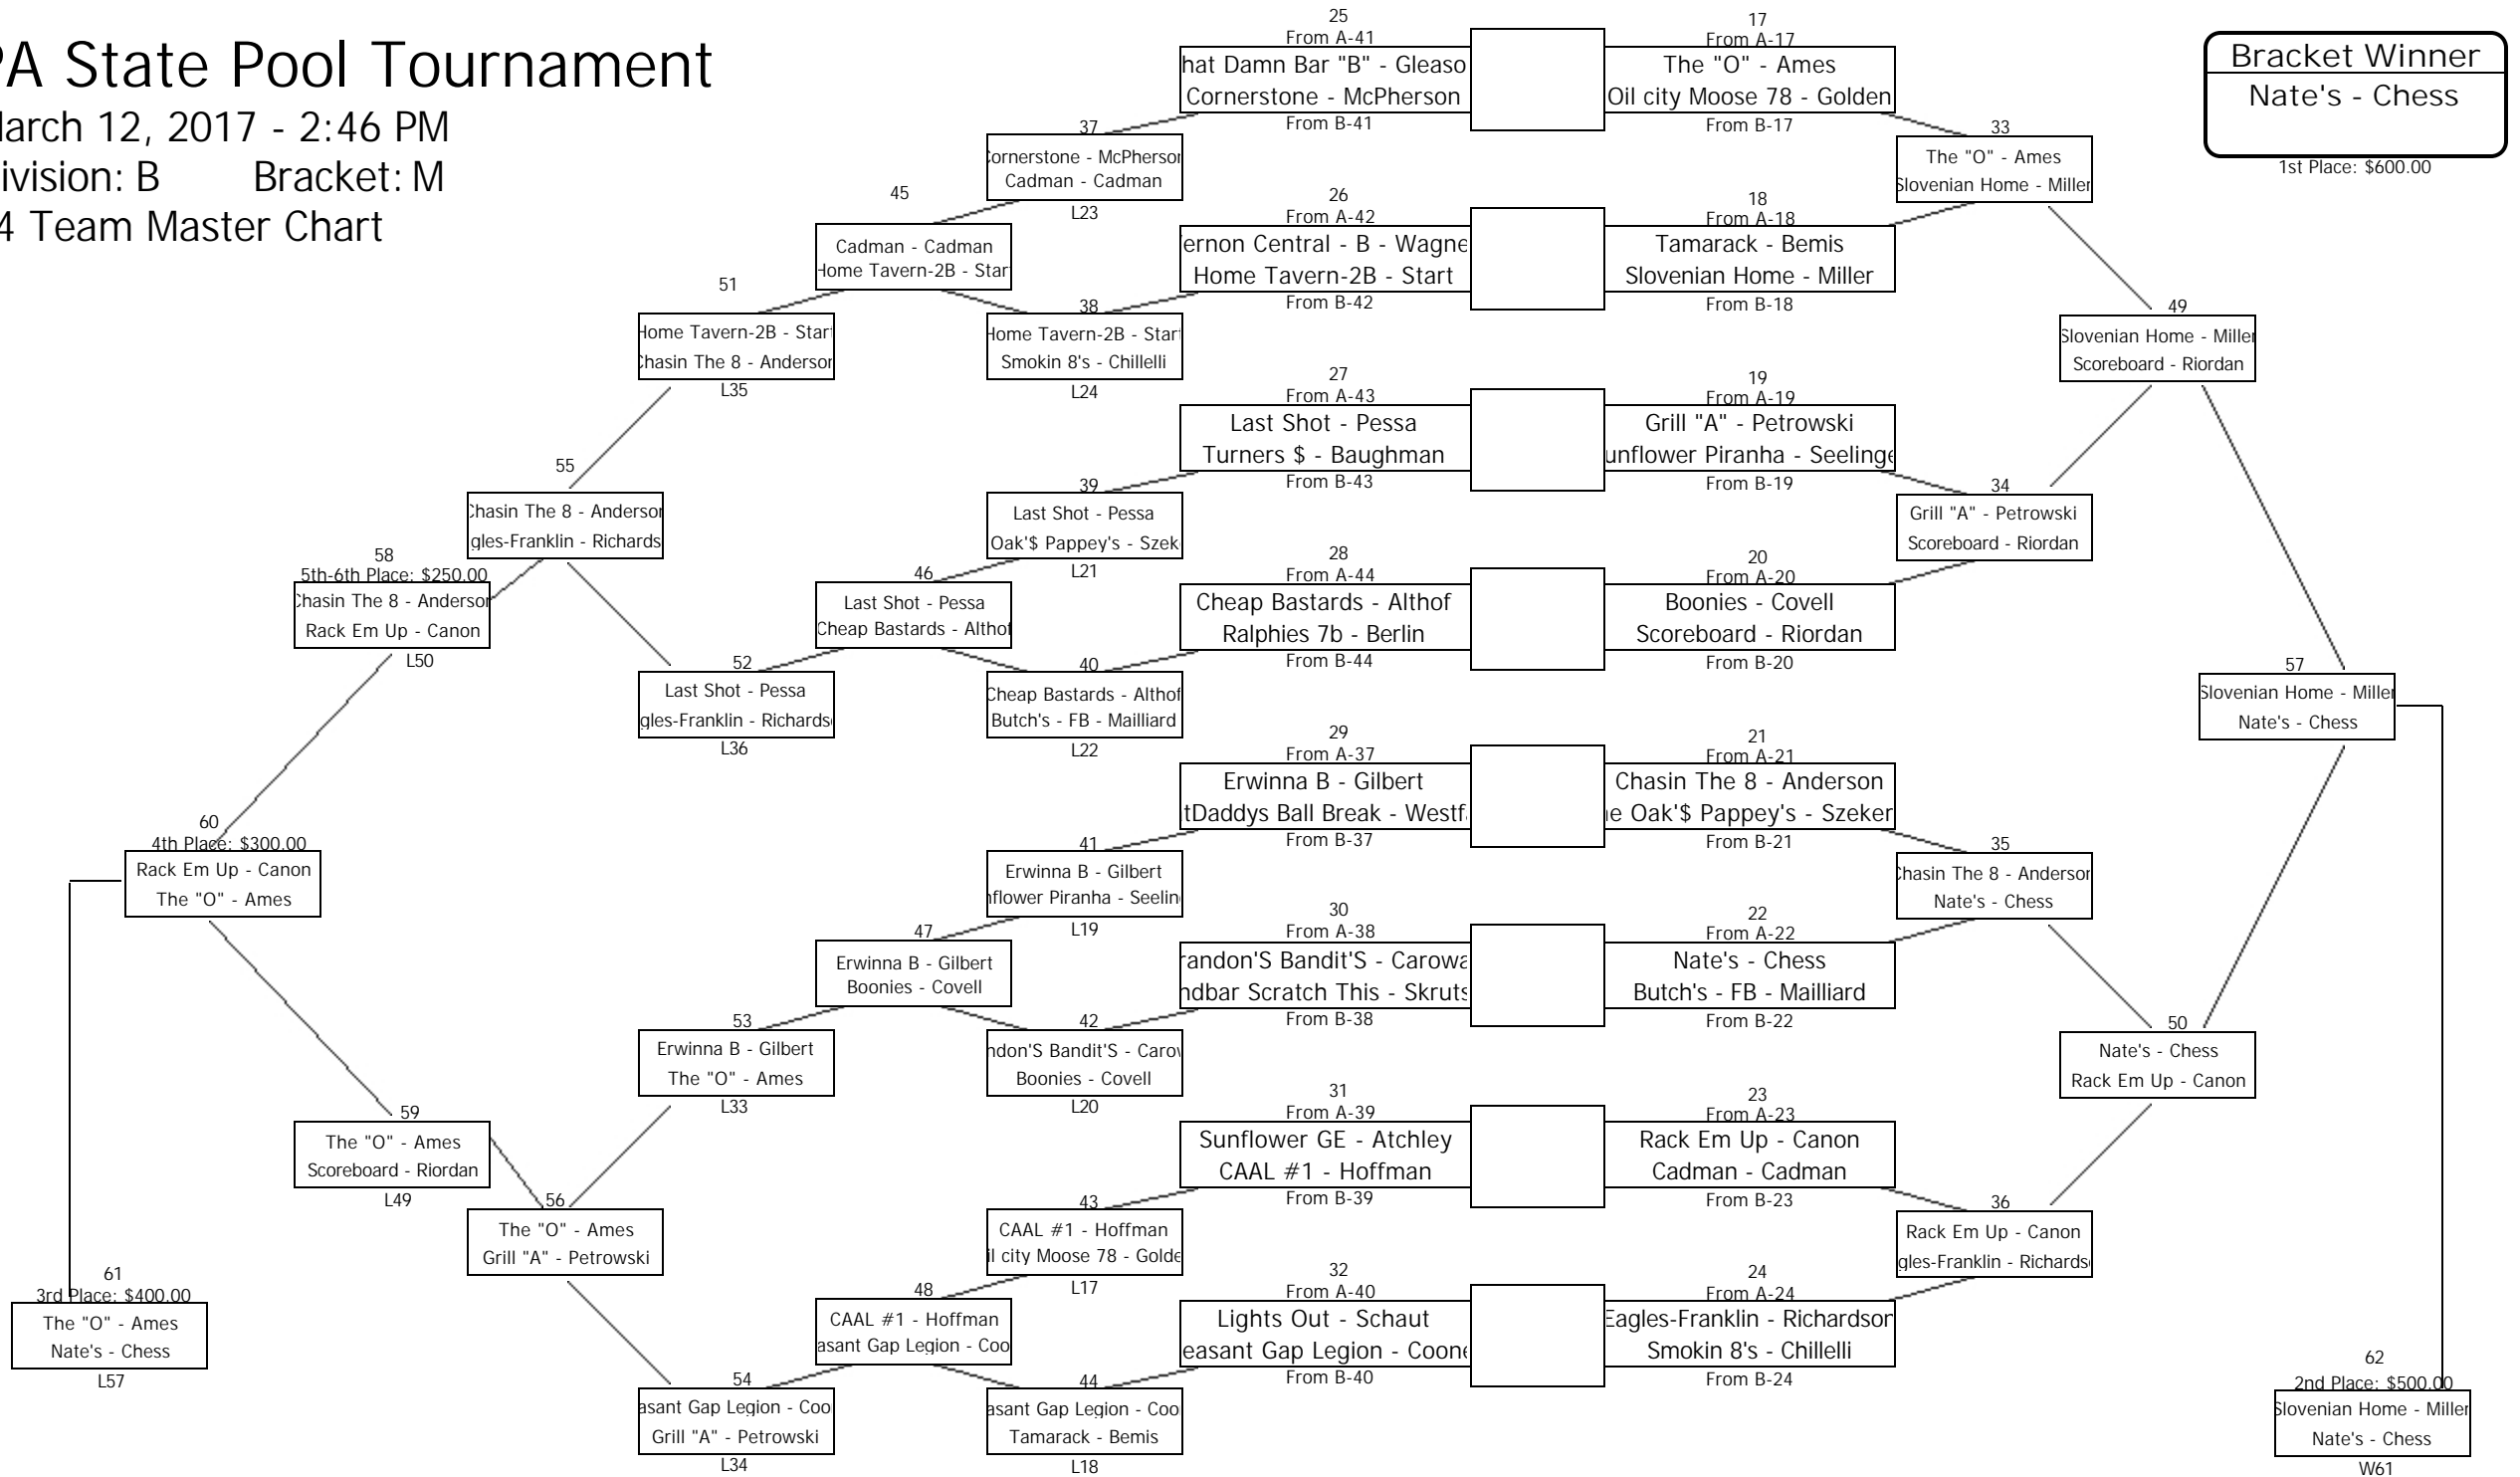 PA State Pool Tournament
March 12, 2017 - 2:46 PM
ivision: B Bracket: M
4 Team Master Chart
Bracket Winner
Nate's - Chess
1st Place: $600.00
25
From A-41
hat Damn Bar "B" - Gleaso
Cornerstone - McPherson
From B-41
26
From A-42
ernon Central - B - Wagne
Home Tavern-2B - Start
From B-42
27
From A-43
Last Shot - Pessa
Turners $ - Baughman
From B-43
28
From A-44
Cheap Bastards - Althof
Ralphies 7b - Berlin
From B-44
29
From A-37
Erwinna B - Gilbert
tDaddys Ball Break - Westf
From B-37
30
From A-38
randon'S Bandit'S - Carowa
ndbar Scratch This - Skruts
From B-38
31
From A-39
Sunflower GE - Atchley
CAAL #1 - Hoffman
From B-39
32
From A-40
Lights Out - Schaut
easant Gap Legion - Coone
From B-40
17
From A-17
The "O" - Ames
Oil city Moose 78 - Golden
From B-17
18
From A-18
Tamarack - Bemis
Slovenian Home - Miller
From B-18
19
From A-19
Grill "A" - Petrowski
unflower Piranha - Seelinge
From B-19
20
From A-20
Boonies - Covell
Scoreboard - Riordan
From B-20
21
From A-21
Chasin The 8 - Anderson
e Oak'$ Pappey's - Szeker
From B-21
22
From A-22
Nate's - Chess
Butch's - FB - Mailliard
From B-22
23
From A-23
Rack Em Up - Canon
Cadman - Cadman
From B-23
24
From A-24
Eagles-Franklin - Richardson
Smokin 8's - Chillelli
From B-24
33
The "O" - Ames
Slovenian Home - Miller
34
Grill "A" - Petrowski
Scoreboard - Riordan
35
Chasin The 8 - Anderson
Nate's - Chess
36
Rack Em Up - Canon
gles-Franklin - Richards
49
Slovenian Home - Miller
Scoreboard - Riordan
50
Nate's - Chess
Rack Em Up - Canon
57
Slovenian Home - Miller
Nate's - Chess
62
2nd Place: $500.00
Slovenian Home - Miller
Nate's - Chess
W61
37
Cornerstone - McPherson
Cadman - Cadman
L23
38
Home Tavern-2B - Start
Smokin 8's - Chillelli
L24
39
Last Shot - Pessa
Oak'$ Pappey's - Szek
L21
40
Cheap Bastards - Althof
Butch's - FB - Mailliard
L22
41
Erwinna B - Gilbert
nflower Piranha - Seelin
L19
42
ndon'S Bandit'S - Carow
Boonies - Covell
L20
43
CAAL #1 - Hoffman
il city Moose 78 - Golde
L17
44
asant Gap Legion - Coo
Tamarack - Bemis
L18
45
Cadman - Cadman
Home Tavern-2B - Start
46
Last Shot - Pessa
Cheap Bastards - Althof
47
Erwinna B - Gilbert
Boonies - Covell
48
CAAL #1 - Hoffman
asant Gap Legion - Coo
51
Home Tavern-2B - Start
Chasin The 8 - Anderson
L35
52
Last Shot - Pessa
gles-Franklin - Richards
L36
53
Erwinna B - Gilbert
The "O" - Ames
L33
54
asant Gap Legion - Coo
Grill "A" - Petrowski
L34
55
Chasin The 8 - Anderson
gles-Franklin - Richards
56
The "O" - Ames
Grill "A" - Petrowski
58
5th-6th Place: $250.00
Chasin The 8 - Anderson
Rack Em Up - Canon
L50
59
The "O" - Ames
Scoreboard - Riordan
L49
60
4th Place: $300.00
Rack Em Up - Canon
The "O" - Ames
61
3rd Place: $400.00
The "O" - Ames
Nate's - Chess
L57